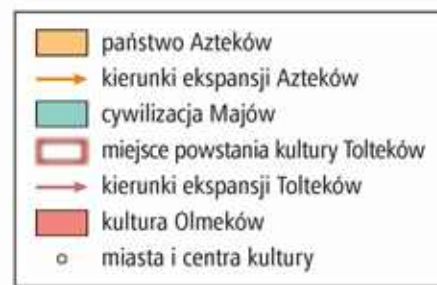 państwo Azteków
kierunki ekspansji Azteków
cywilizacja Majów
miejsce powstania kultury Tolteków
kierunki ekspansji Tolteków
kultura Olmeków
miasta i centra kultury